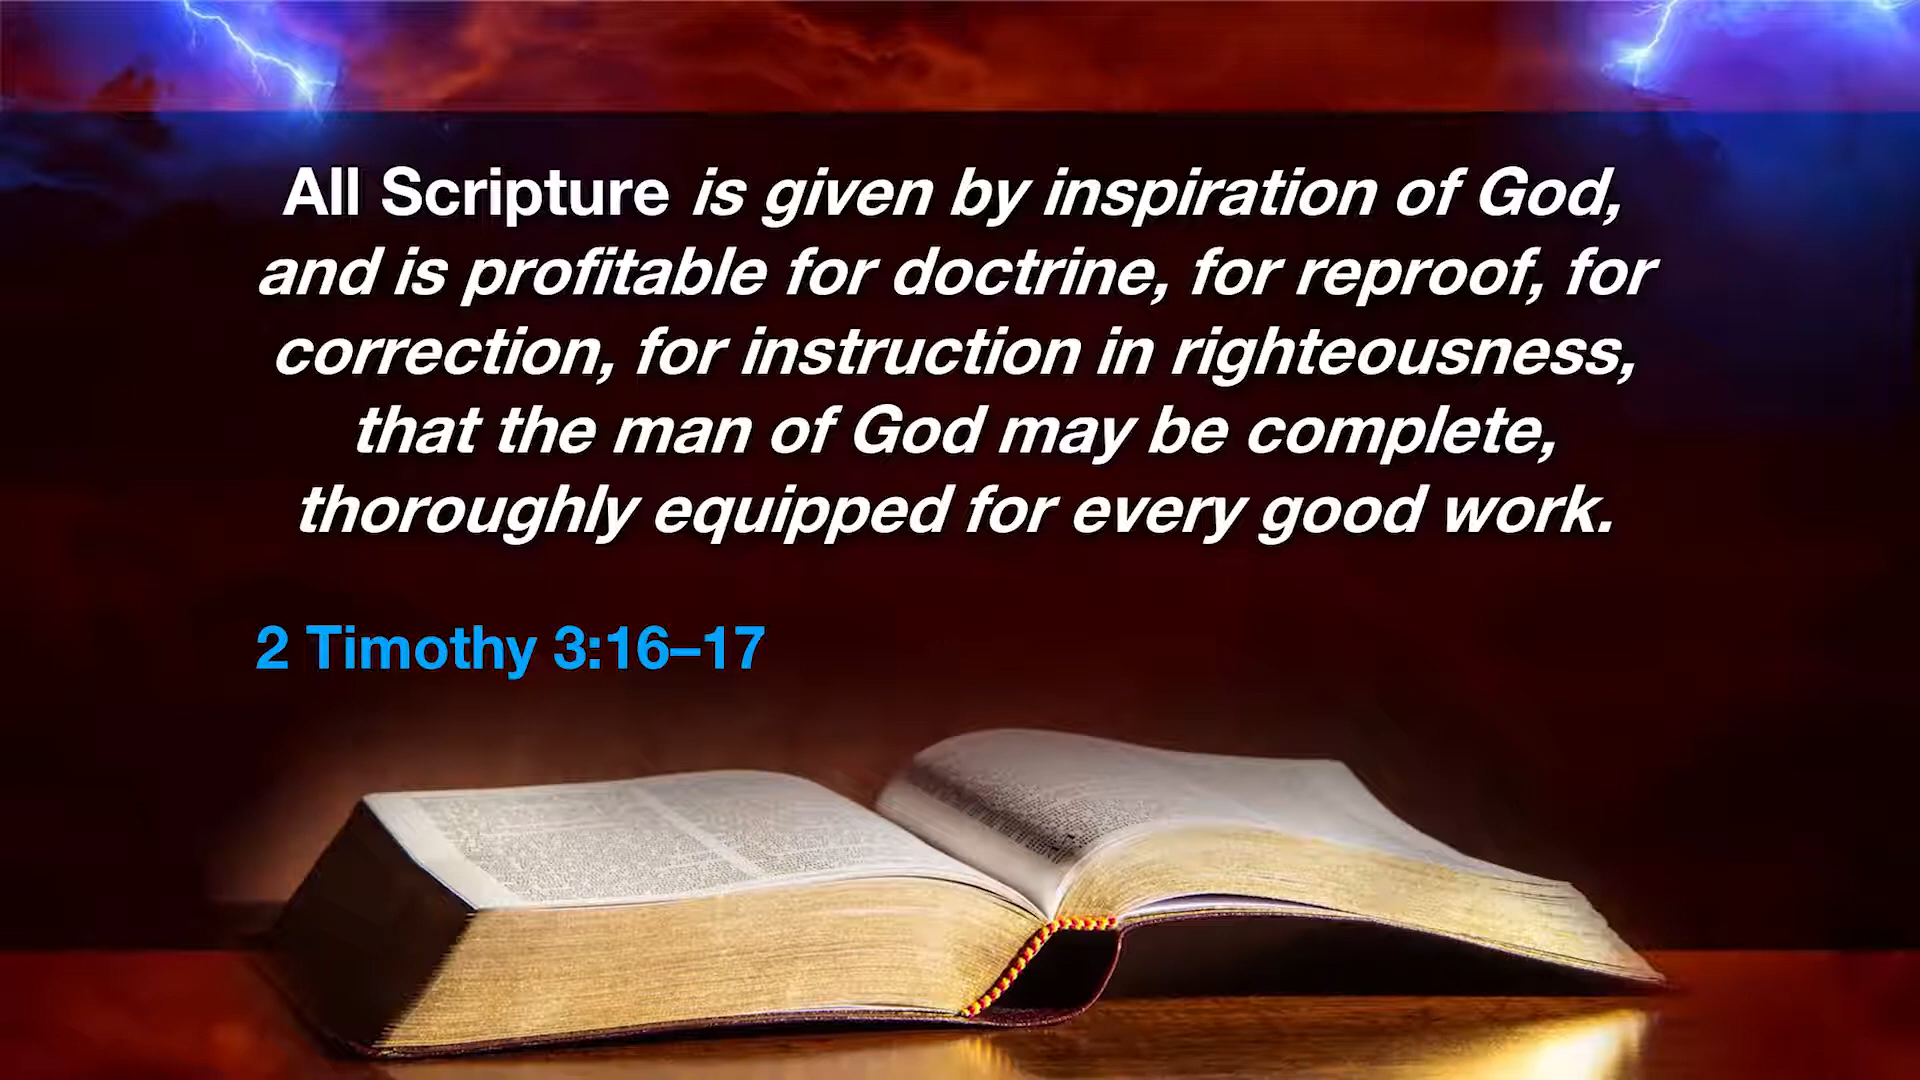 All Scripture is given by inspiration of God,
and is profitable for doctrine, for reproof, for
correction, for instruction in righteousness,
that the man of God may be complete,
thoroughly equipped for every good work.
2 Timothy 3:16–17